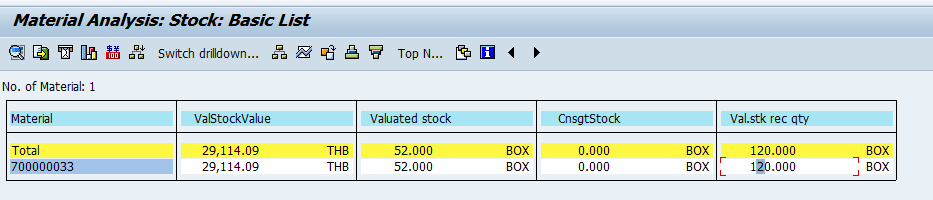 Material Analysis: Stock: Basic List
Switch drilldown... Top N...
No. of Material: 1
Material ValStockValue Valuated stock CnsgtStock Val.stk rec qty
Total 29,114.09 THB 52.000 BOX 0.000 BOX 120.000 BOX
700000033 29,114.09 THB 52.000 BOX 0.000 BOX 120.000 BOX